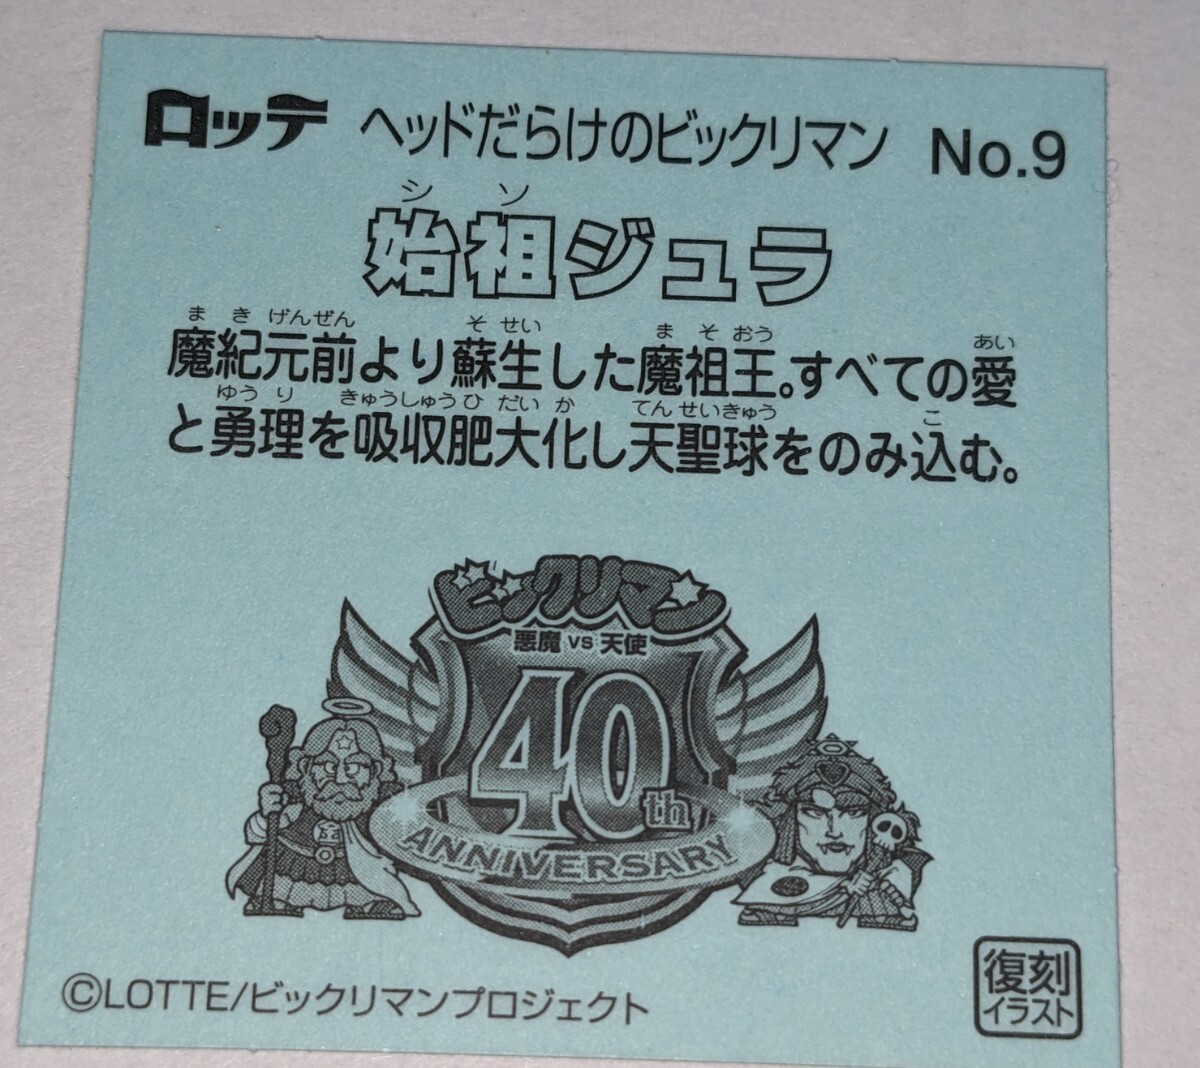 ロッテ ヘッドだらけのビックリマン No.9
シソ
始祖ジュラ
まきげんぜん そせい まそおう あい
魔紀元前より蘇生した魔祖王。すべての愛
ゆうり きゅうしゅうひだいか てんせいきゅう こ
と勇理を吸収肥大化し天聖球をのみ込む。
ビックリマン
悪魔 VS 天使
40th
ANNIVERSARY
©LOTTE/ビックリマンプロジェクト
復刻
イラスト